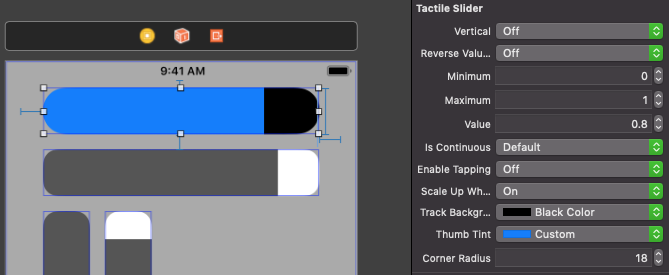 Tactile Slider
Vertical Off
Reverse Valu... Off
Minimum 0
Maximum 1
Value 0.8
Is Continuous Default
Enable Tapping Off
Scale Up Wh... On
Track Backgr... Black Color
Thumb Tint Custom
Corner Radius 18
9:41 AM